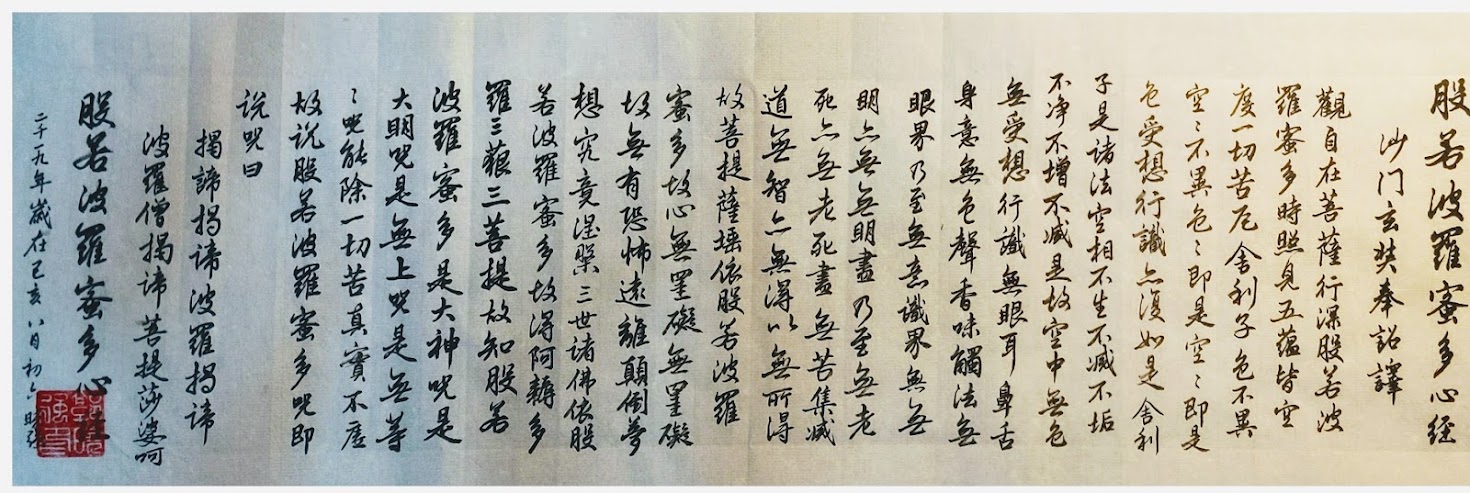 般若波羅蜜多心经
沙门玄奘奉詔譯
觀自在菩薩行深般若波
羅蜜多時照見五蕴皆空
度一切苦厄舍利子色不異
空〻不異色〻即是空〻即是
色受想行識亦復如是舍利
子是诸法空相不生不滅不垢
不净不增不减是故空中無色
無受想行識無眼耳鼻舌
身意無色聲香味觸法無
眼界乃至無意識界無無
明亦無無明盡乃至無老
死亦無老死盡無苦集滅
道無智亦無得以無所得
故菩提薩埵依般若波羅
蜜多故心無罣礙無罣礙
故無有恐怖遠離顛倒夢
想究竟涅槃三世诸佛依般
若波羅蜜多故得阿耨多
羅三藐三菩提故知般若
波羅蜜多是大神咒是
大明咒是無上咒是無等
〻咒能除一切苦真實不虚
故说般若波羅蜜多咒即
说咒曰
揭諦揭諦波羅揭諦
波羅僧揭諦菩提莎婆呵
般若波羅蜜多心
二千一九年歲在己亥八月初六